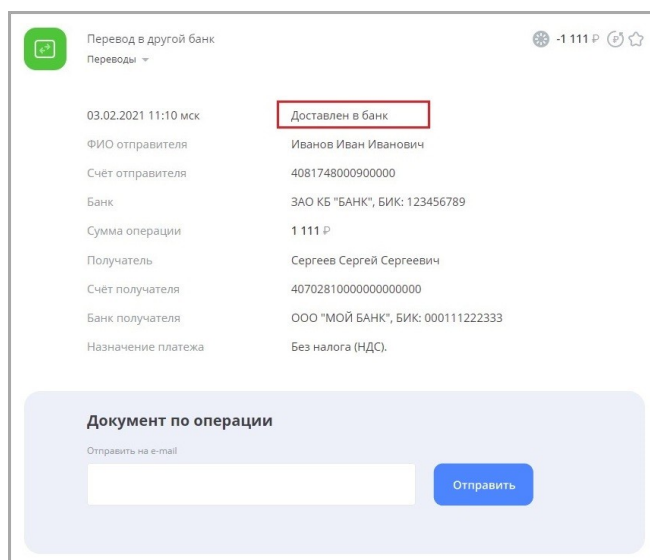 Перевод в другой банк
-1 111 ₽
Переводы
03.02.2021 11:10 мск Доставлен в банк
ФИО отправителя Иванов Иван Иванович
Счёт отправителя 4081748000900000
Банк ЗАО КБ "БАНК", БИК: 123456789
Сумма операции 1 111 ₽
Получатель Сергеев Сергей Сергеевич
Счёт получателя 40702810000000000000
Банк получателя ООО "МОЙ БАНК", БИК: 000111222333
Назначение платежа Без налога (НДС).
Документ по операции
Отправить на e-mail
Отправить